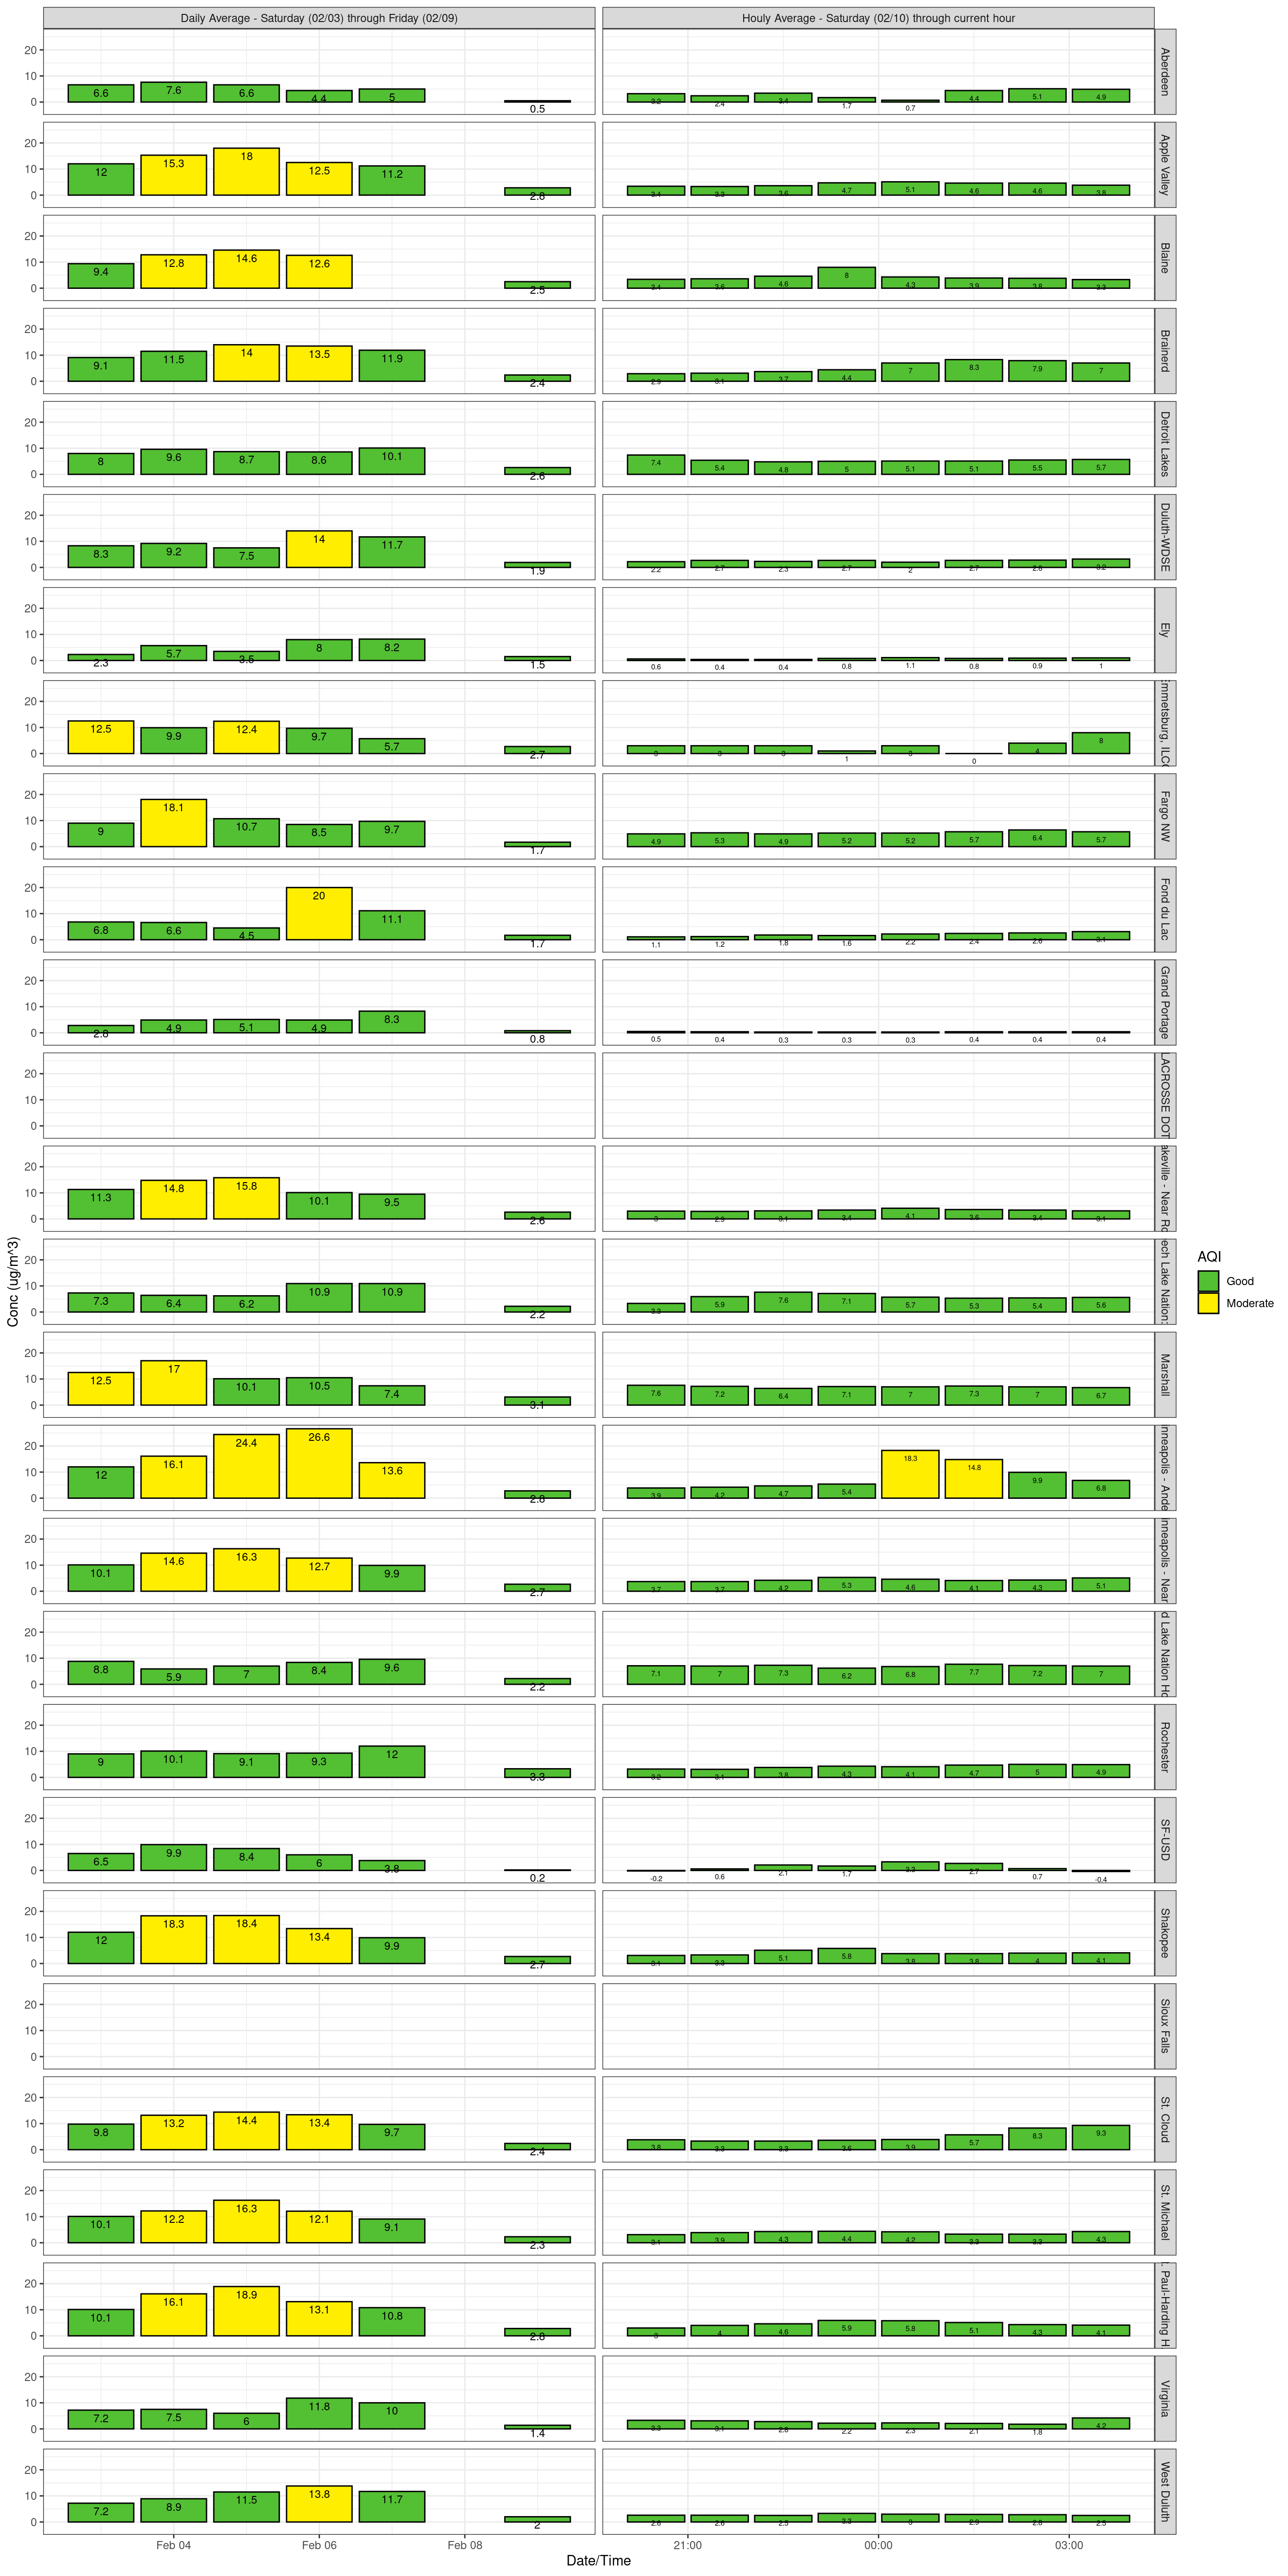 Daily Average - Saturday (02/03) through Friday (02/09)
Houly Average - Saturday (02/10) through current hour
20 10 0
6.6 7.6 6.6 4.4 5 0.5
3.2 2.4 3.4 1.7 0.7 4.4 5.1 4.9
Aberdeen
20 10 0
12 15.3 18 12.5 11.2 2.8
3.4 3.3 3.6 4.7 5.1 4.6 4.6 3.8
Apple Valley
20 10 0
9.4 12.8 14.6 12.6 2.5
3.4 3.6 4.6 8 4.3 3.9 3.8 3.3
Blaine
20 10 0
9.1 11.5 14 13.5 11.9 2.4
2.9 3.1 3.7 4.4 7 8.3 7.9 7
Brainerd
20 10 0
8 9.6 8.7 8.6 10.1 2.6
7.4 5.4 4.8 5 5.1 5.1 5.5 5.7
Detroit Lakes
20 10 0
8.3 9.2 7.5 14 11.7 1.9
2.2 2.7 2.3 2.7 2 2.7 2.8 3.2
Duluth-WDSE
20 10 0
2.3 5.7 3.5 8 8.2 1.5
0.6 0.4 0.4 0.8 1.1 0.8 0.9 1
Ely
20 10 0
12.5 9.9 12.4 9.7 5.7 2.7
3 3 3 1 3 0 4 8
mmetsburg, ILC
20 10 0
9 18.1 10.7 8.5 9.7 1.7
4.9 5.3 4.9 5.2 5.2 5.7 6.4 5.7
Fargo NW
20 10 0
6.8 6.6 4.5 20 11.1 1.7
1.1 1.2 1.8 1.6 2.2 2.4 2.6 3.1
Fond du Lac
20 10 0
2.8 4.9 5.1 4.9 8.3 0.8
0.5 0.4 0.3 0.3 0.3 0.4 0.4 0.4
Grand Portage
20 10 0
LACROSSE DOT
20 10 0
11.3 14.8 15.8 10.1 9.5 2.6
3 2.9 3.1 3.4 4.1 3.6 3.4 3.1
akeville - Near Ro
20 10 0
7.3 6.4 6.2 10.9 10.9 2.2
3.3 5.9 7.6 7.1 5.7 5.3 5.4 5.6
ech Lake Nation:
20 10 0
12.5 17 10.1 10.5 7.4 3.1
7.6 7.2 6.4 7.1 7 7.3 7 6.7
Marshall
20 10 0
12 16.1 24.4 26.6 13.6 2.8
3.9 4.2 4.7 5.4 18.3 14.8 9.9 6.8
inneapolis - Ande
20 10 0
10.1 14.6 16.3 12.7 9.9 2.7
3.7 3.7 4.2 5.3 4.6 4.1 4.3 5.1
inneapolis - Near
20 10 0
8.8 5.9 7 8.4 9.6 2.2
7.1 7 7.3 6.2 6.8 7.7 7.2 7
d Lake Nation Ho
20 10 0
9 10.1 9.1 9.3 12 3.3
3.2 3.1 3.8 4.3 4.1 4.7 5 4.9
Rochester
20 10 0
6.5 9.9 8.4 6 3.8 0.2
-0.2 0.6 2.1 1.7 3.3 2.7 0.7 -0.4
SF-USD
20 10 0
12 18.3 18.4 13.4 9.9 2.7
3.1 3.3 5.1 5.8 3.8 3.8 4 4.1
Shakopee
20 10 0
Sioux Falls
20 10 0
9.8 13.2 14.4 13.4 9.7 2.4
3.8 3.3 3.3 3.6 3.9 5.7 8.3 9.3
St. Cloud
20 10 0
10.1 12.2 16.3 12.1 9.1 2.3
3.1 3.9 4.3 4.4 4.2 3.3 3.3 4.3
St. Michael
20 10 0
10.1 16.1 18.9 13.1 10.8 2.8
3 4 4.6 5.9 5.8 5.1 4.3 4.1
. Paul-Harding H
20 10 0
7.2 7.5 6 11.8 10 1.4
3.3 3.1 2.8 2.2 2.3 2.1 1.8 4.2
Virginia
20 10 0
7.2 8.9 11.5 13.8 11.7 2
2.6 2.6 2.5 3.3 3 2.9 2.8 2.5
West Duluth
Feb 04 Feb 06 Feb 08
21:00 00:00 03:00
Date/Time
Conc (ug/m^3)
AQI
Good
Moderate